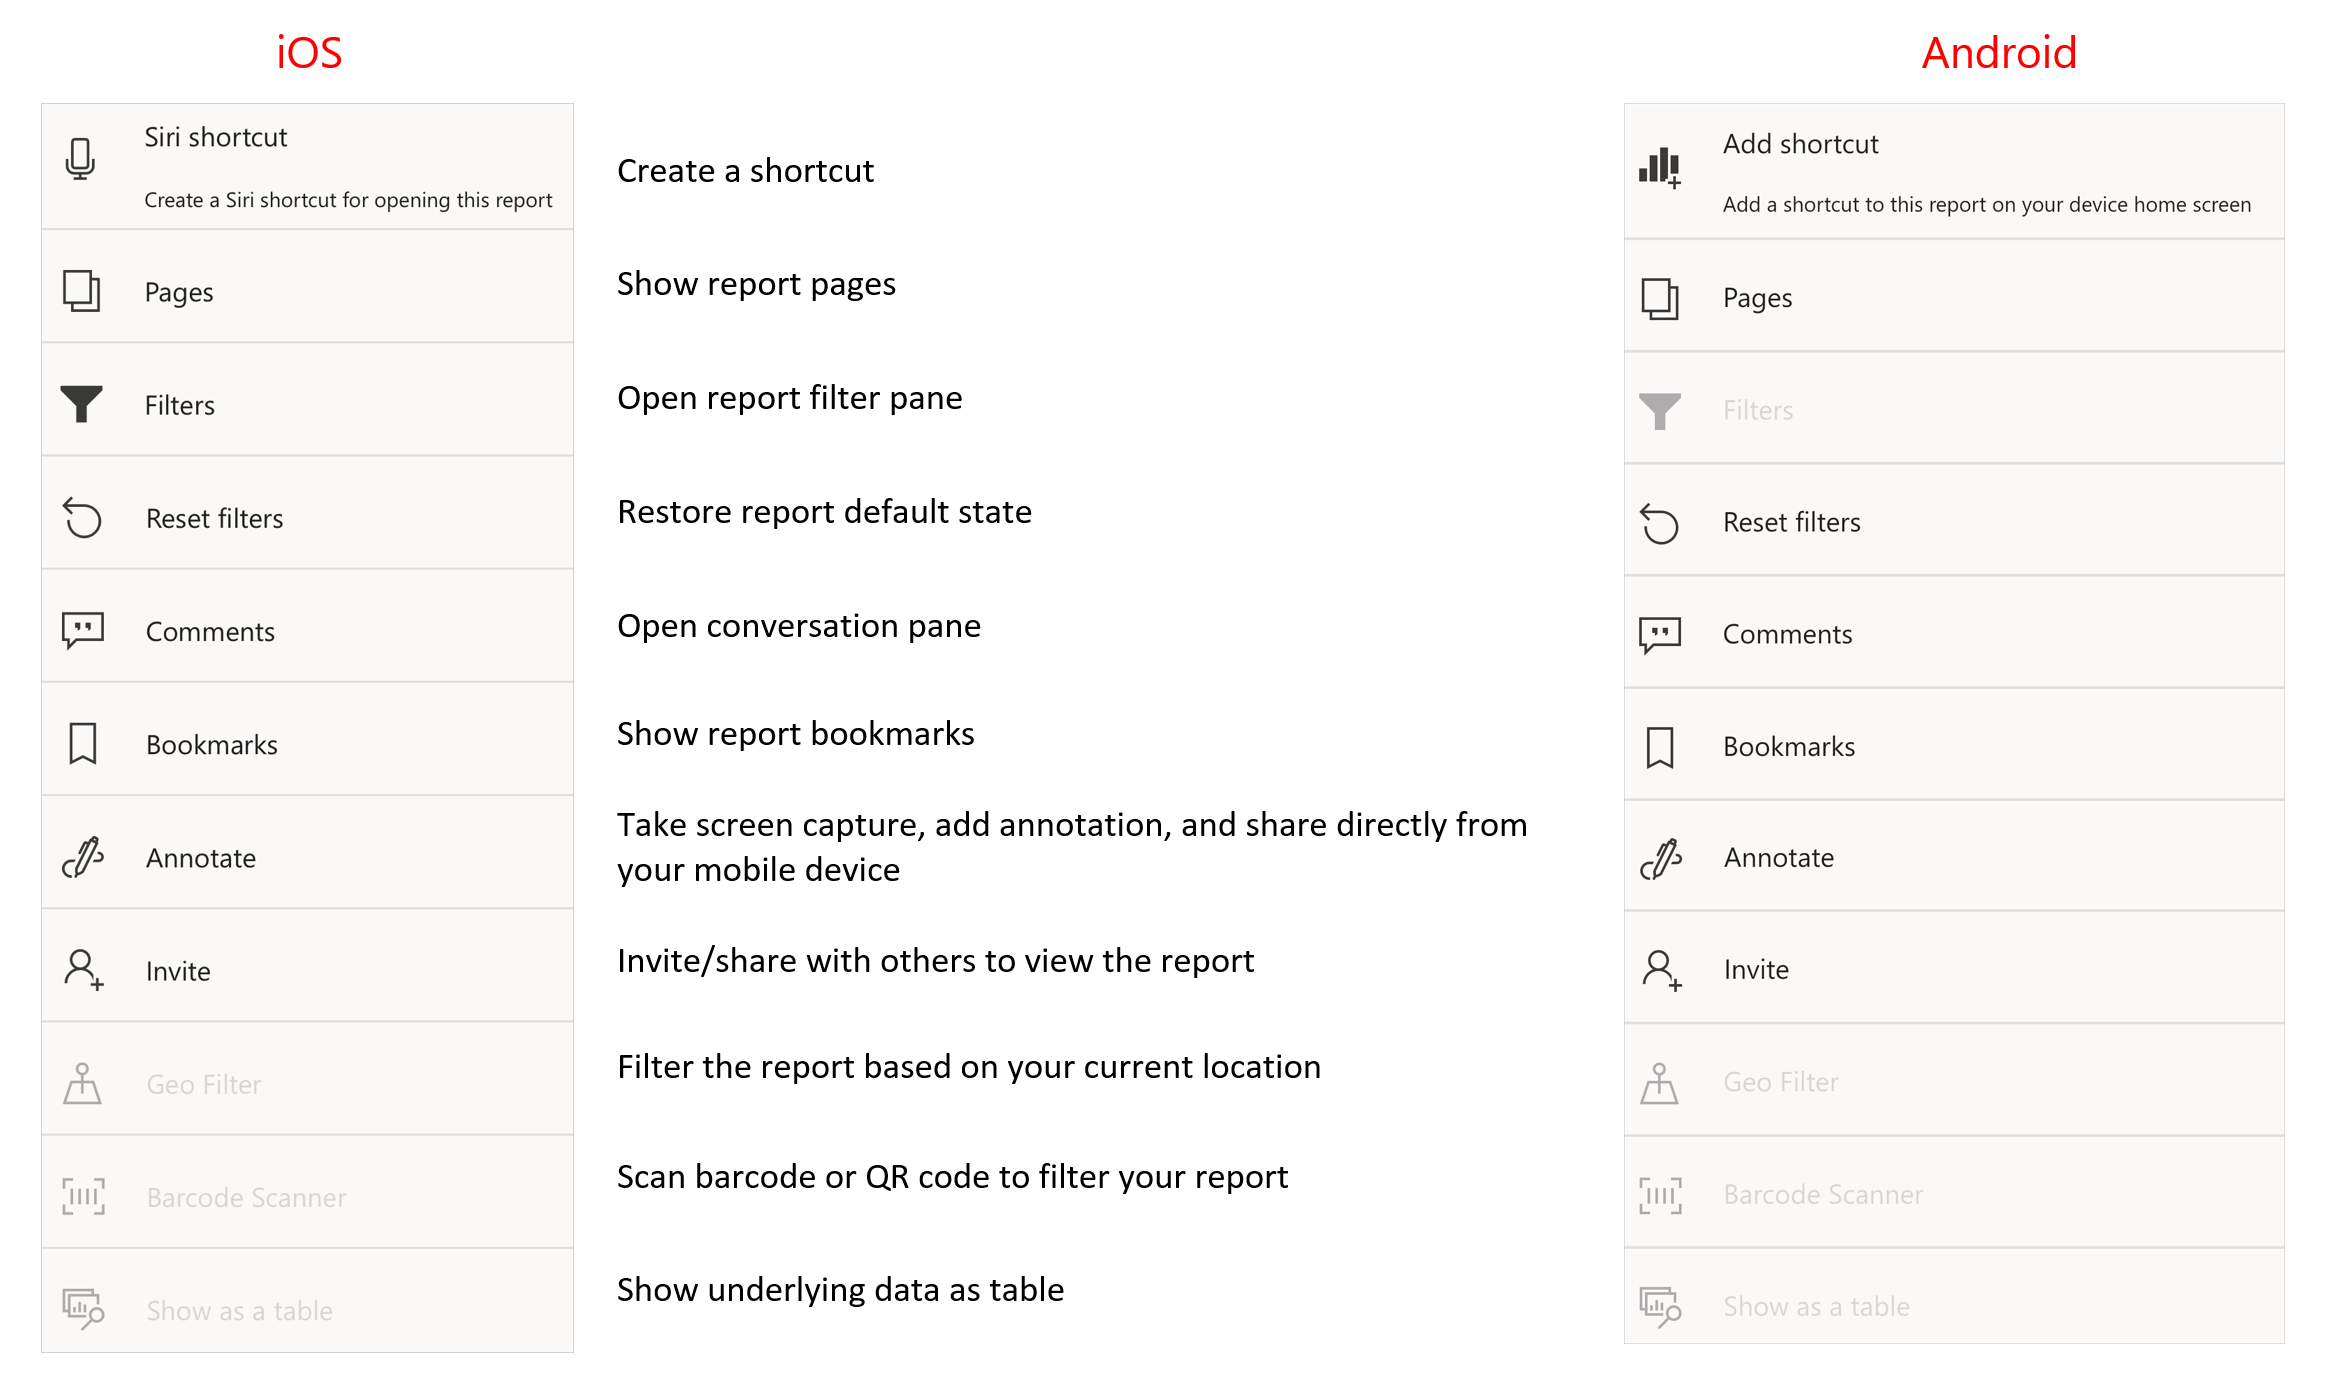 iOS
Android
Siri shortcut
Create a Siri shortcut for opening this report
Pages
Filters
Reset filters
Comments
Bookmarks
Annotate
Invite
Geo Filter
Barcode Scanner
Show as a table
Create a shortcut
Show report pages
Open report filter pane
Restore report default state
Open conversation pane
Show report bookmarks
Take screen capture, add annotation, and share directly from
your mobile device
Invite/share with others to view the report
Filter the report based on your current location
Scan barcode or QR code to filter your report
Show underlying data as table
Add shortcut
Add a shortcut to this report on your device home screen
Pages
Filters
Reset filters
Comments
Bookmarks
Annotate
Invite
Geo Filter
Barcode Scanner
Show as a table